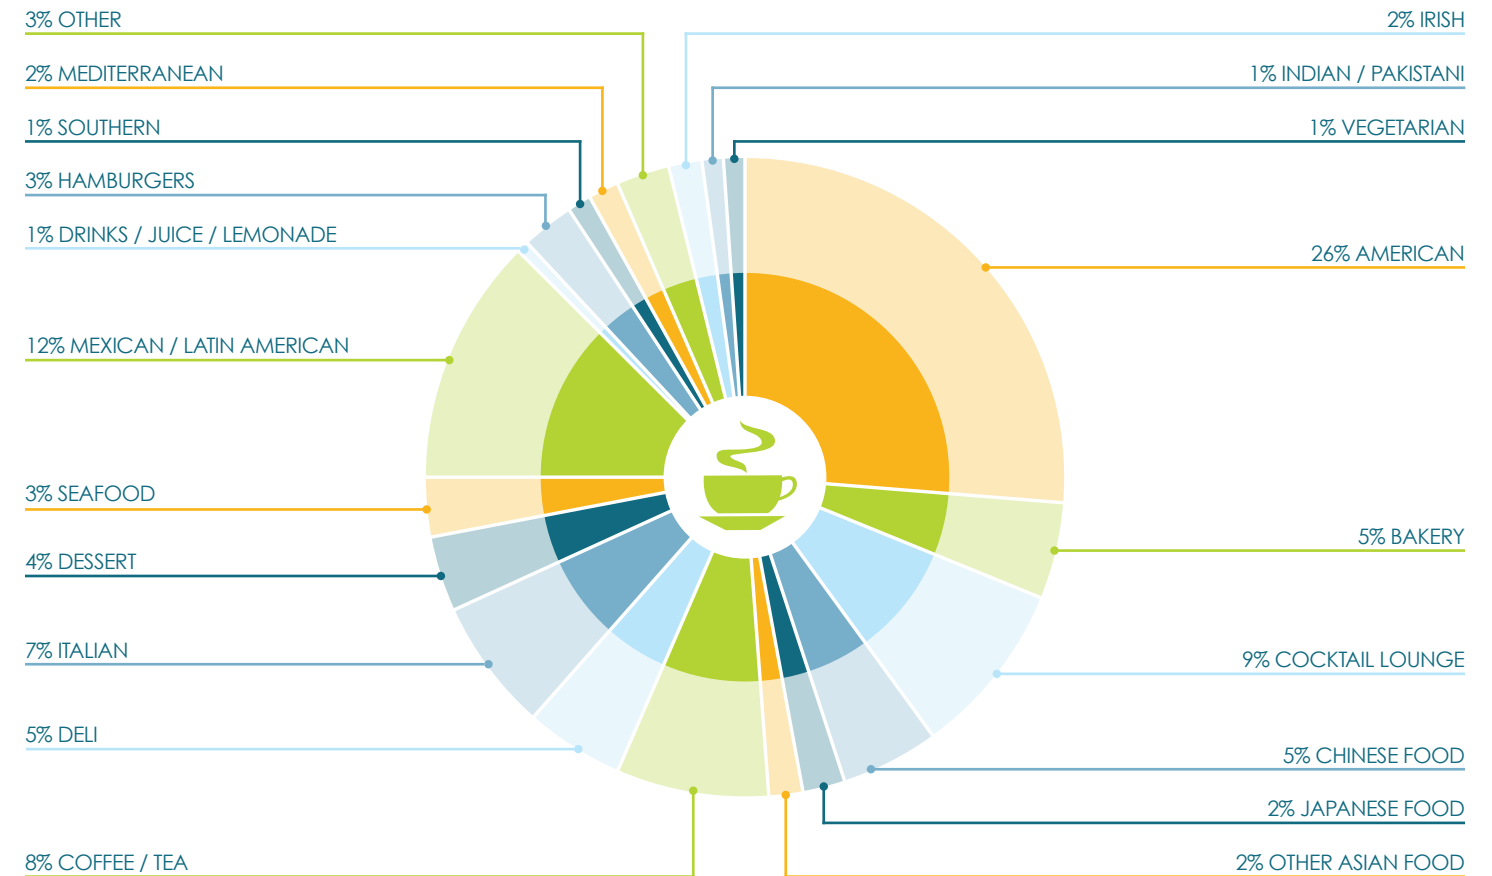 3% OTHER
2% MEDITERRANEAN
1% SOUTHERN
3% HAMBURGERS
1% DRINKS / JUICE / LEMONADE
12% MEXICAN / LATIN AMERICAN
3% SEAFOOD
4% DESSERT
7% ITALIAN
5% DELI
8% COFFEE / TEA
2% IRISH
1% INDIAN / PAKISTANI
1% VEGETARIAN
26% AMERICAN
5% BAKERY
9% COCKTAIL LOUNGE
5% CHINESE FOOD
2% JAPANESE FOOD
2% OTHER ASIAN FOOD